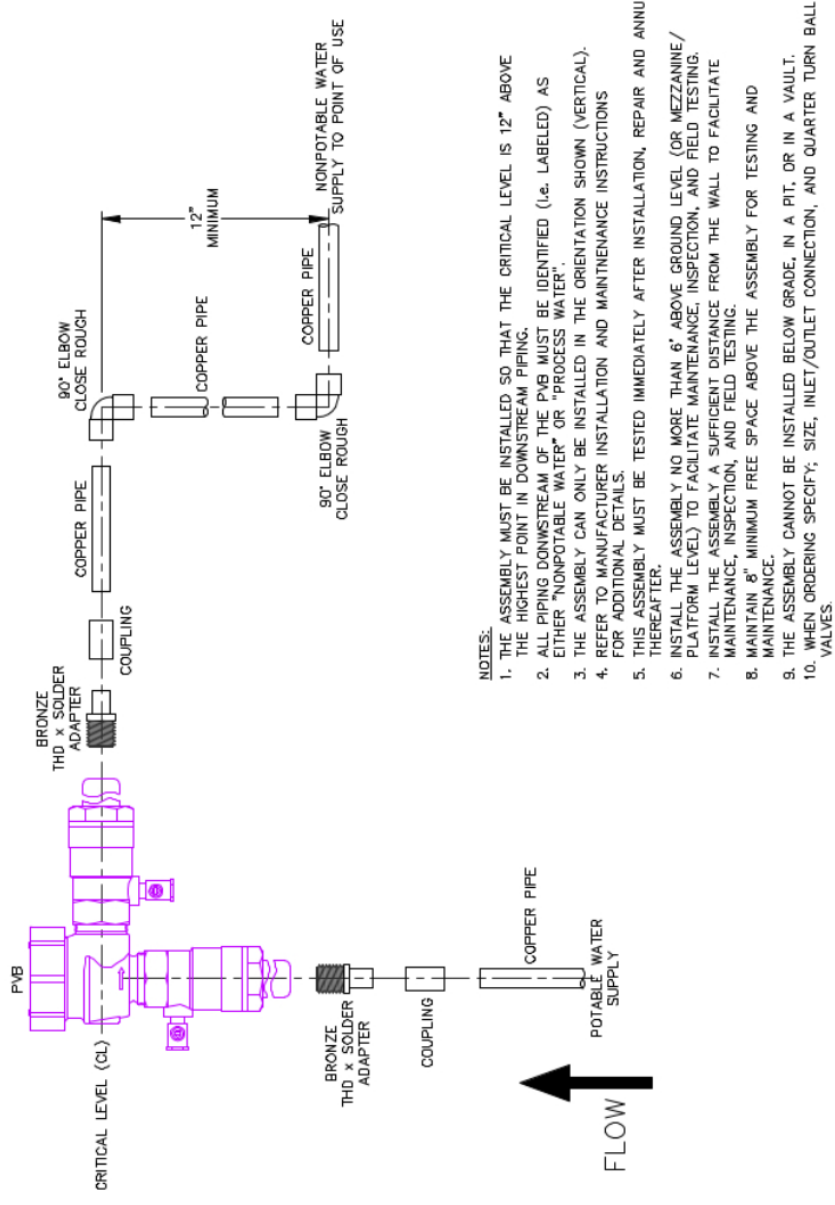 PVB
CRITICAL LEVEL (CL)
BRONZE
THD x SOLDER
ADAPTER
COUPLING
COPPER PIPE
90° ELBOW
CLOSE ROUGH
COPPER PIPE
12"
MINIMUM
90° ELBOW
CLOSE ROUGH
COPPER PIPE
NONPOTABLE WATER
SUPPLY TO POINT OF USE
BRONZE
THD x SOLDER
ADAPTER
COUPLING
COPPER PIPE
POTABLE WATER
SUPPLY
FLOW
NOTES:
1. THE ASSEMBLY MUST BE INSTALLED SO THAT THE CRITICAL LEVEL IS 12" ABOVE
THE HIGHEST POINT IN DOWNSTREAM PIPING.
2. ALL PIPING DONWSTREAM OF THE PVB MUST BE IDENTIFIED (i.e. LABELED) AS
EITHER "NONPOTABLE WATER" OR "PROCESS WATER".
3. THE ASSEMBLY CAN ONLY BE INSTALLED IN THE ORIENTATION SHOWN (VERTICAL).
4. REFER TO MANUFACTURER INSTALLATION AND MAINTNENANCE INSTRUCTIONS
FOR ADDITIONAL DETAILS.
5. THIS ASSEMBLY MUST BE TESTED IMMEDIATELY AFTER INSTALLATION, REPAIR AND ANNU
THEREAFTER.
6. INSTALL THE ASSEMBLY NO MORE THAN 6' ABOVE GROUND LEVEL (OR MEZZANINE/
PLATFORM LEVEL) TO FACILITATE MAINTENANCE, INSPECTION, AND FIELD TESTING.
7. INSTALL THE ASSEMBLY A SUFFICIENT DISTANCE FROM THE WALL TO FACILITATE
MAINTENANCE, INSPECTION, AND FIELD TESTING.
8. MAINTAIN 8" MINIMUM FREE SPACE ABOVE THE ASSEMBLY FOR TESTING AND
MAINTENANCE.
9. THE ASSEMBLY CANNOT BE INSTALLED BELOW GRADE, IN A PIT, OR IN A VAULT.
10. WHEN ORDERING SPECIFY; SIZE, INLET/OUTLET CONNECTION, AND QUARTER TURN BALL
VALVES.